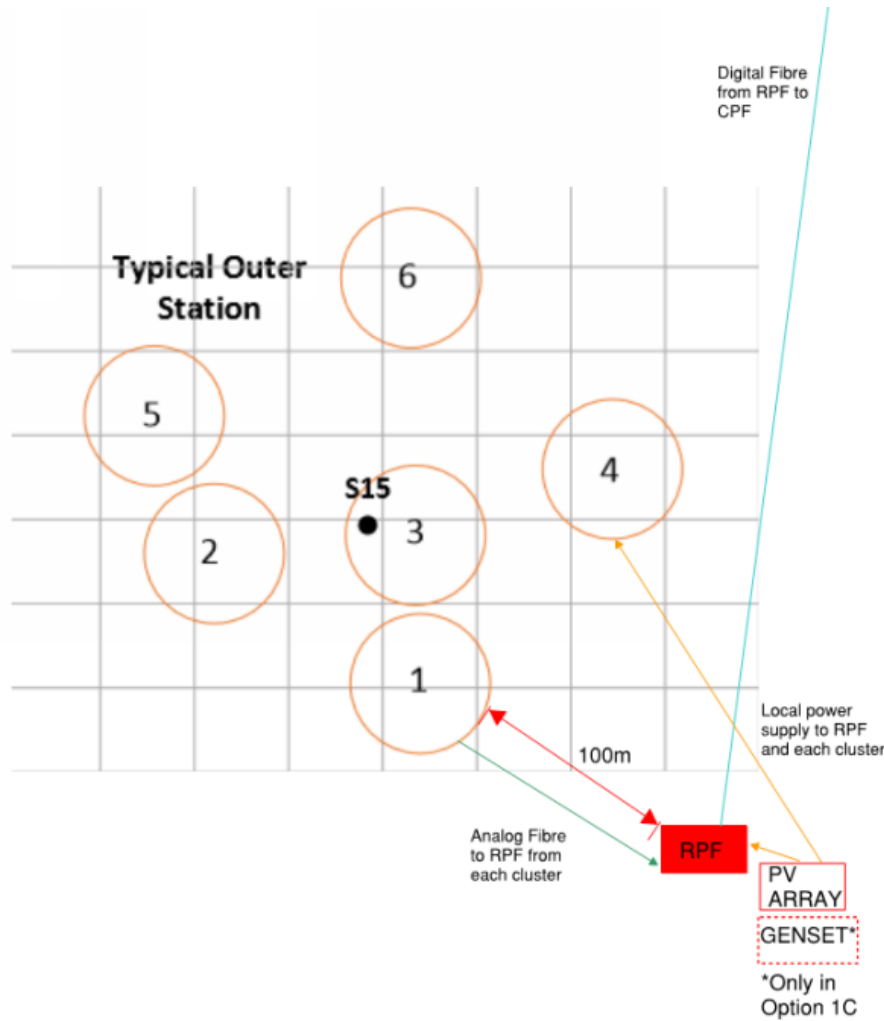 Digital Fibre
from RPF to
CPF
Typical Outer
Station
6
5
4
S15
3
2
1
Local power
supply to RPF
and each cluster
100m
Analog Fibre
to RPF from
each cluster
RPF
PV
ARRAY
GENSET*
*Only in
Option 1C